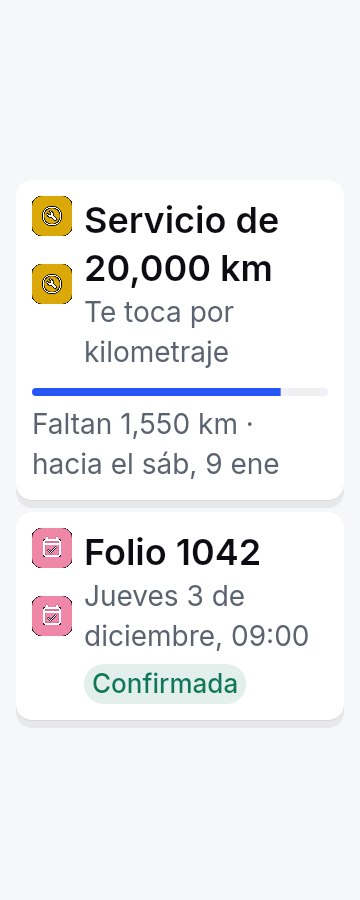 Servicio de
20,000 km
Te toca por
kilometraje
Faltan 1,550 km ·
hacia el sáb, 9 ene
Folio 1042
Jueves 3 de
diciembre, 09:00
Confirmada